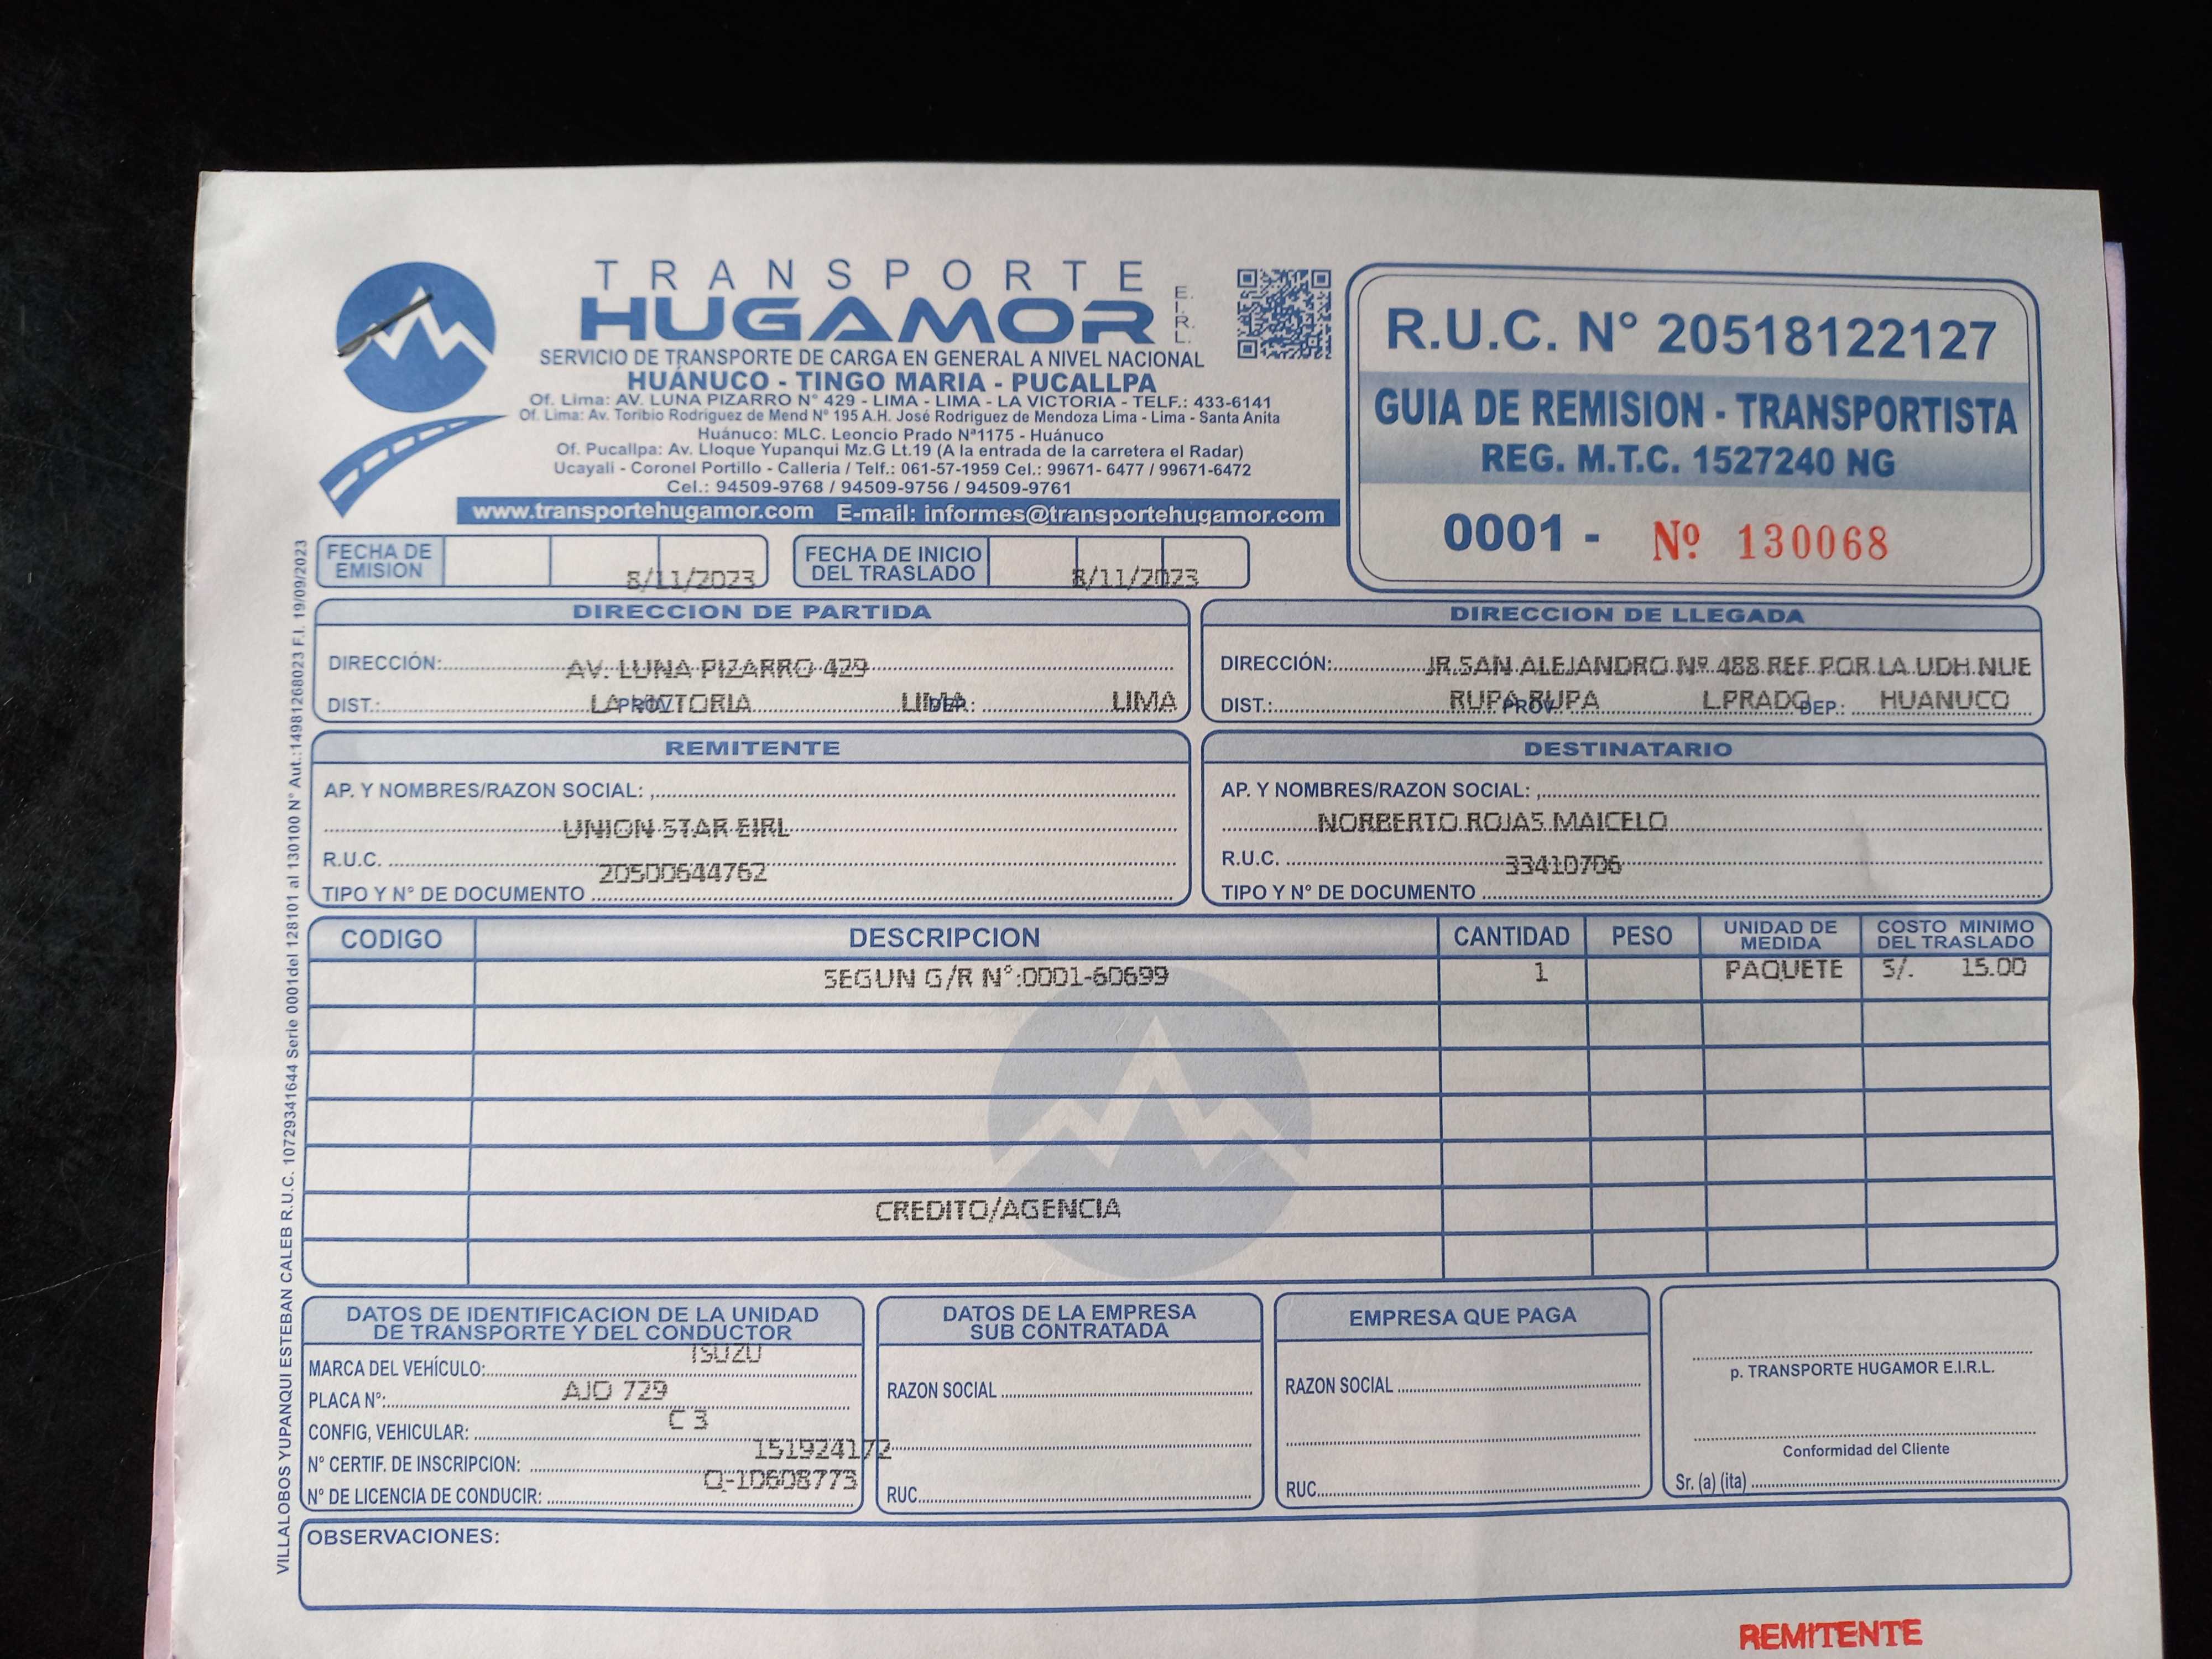 TRANSPORTE
HUGAMOR E.I.R.L.
SERVICIO DE TRANSPORTE DE CARGA EN GENERAL A NIVEL NACIONAL
HUÁNUCO - TINGO MARIA - PUCALLPA
Of. Lima: AV. LUNA PIZARRO N° 429 - LIMA - LIMA - LA VICTORIA - TELF.: 433-6141
Of. Lima: Av. Toribio Rodriguez de Mend N° 195 A.H. José Rodriguez de Mendoza Lima - Lima - Santa Anita
Huánuco: MLC. Leoncio Prado Nª1175 - Huánuco
Of. Pucallpa: Av. Lloque Yupanqui Mz.G Lt.19 (A la entrada de la carretera el Radar)
Ucayali - Coronel Portillo - Calleria / Telf.: 061-57-1959 Cel.: 99671- 6477 / 99671-6472
Cel.: 94509-9768 / 94509-9756 / 94509-9761
www.transportehugamor.com E-mail: informes@transportehugamor.com
R.U.C. N° 20518122127
GUIA DE REMISION - TRANSPORTISTA
REG. M.T.C. 1527240 NG
0001 - Nº 130068
FECHA DE EMISION 8/11/2023
FECHA DE INICIO DEL TRASLADO 8/11/2023
DIRECCION DE PARTIDA
DIRECCIÓN: AV. LUNA PIZARRO 429
DIST.: LA VICTORIA PROV. LIMA DEP.: LIMA
DIRECCION DE LLEGADA
DIRECCIÓN: JR.SAN ALEJANDRO Nº 488 REF POR LA UDH NUE
DIST.: RUPA RUPA PROV. L.PRADO DEP.: HUANUCO
REMITENTE
AP. Y NOMBRES/RAZON SOCIAL:
UNION STAR EIRL
R.U.C. 20500644762
TIPO Y N° DE DOCUMENTO
DESTINATARIO
AP. Y NOMBRES/RAZON SOCIAL:
NORBERTO ROJAS MAICELO
R.U.C. 33410706
TIPO Y N° DE DOCUMENTO
CODIGO DESCRIPCION CANTIDAD PESO UNIDAD DE MEDIDA COSTO MINIMO DEL TRASLADO
SEGUN G/R N°:0001-60699 1 PAQUETE S/. 15.00
CREDITO/AGENCIA
DATOS DE IDENTIFICACION DE LA UNIDAD
DE TRANSPORTE Y DEL CONDUCTOR
MARCA DEL VEHÍCULO: ISUZU
PLACA N°: AJO 729
CONFIG, VEHICULAR: C 3
N° CERTIF. DE INSCRIPCION: 151924172
N° DE LICENCIA DE CONDUCIR: Q-10608773
DATOS DE LA EMPRESA
SUB CONTRATADA
RAZON SOCIAL
RUC
EMPRESA QUE PAGA
RAZON SOCIAL
RUC
p. TRANSPORTE HUGAMOR E.I.R.L.
Conformidad del Cliente
Sr. (a) (ita)
OBSERVACIONES:
REMITENTE
VILLALOBOS YUPANQUI ESTEBAN CALEB R.U.C. 10729341644 Serie 0001del 128101 al 130100 N° Aut.:14981268023 F.I. 19/09/2023